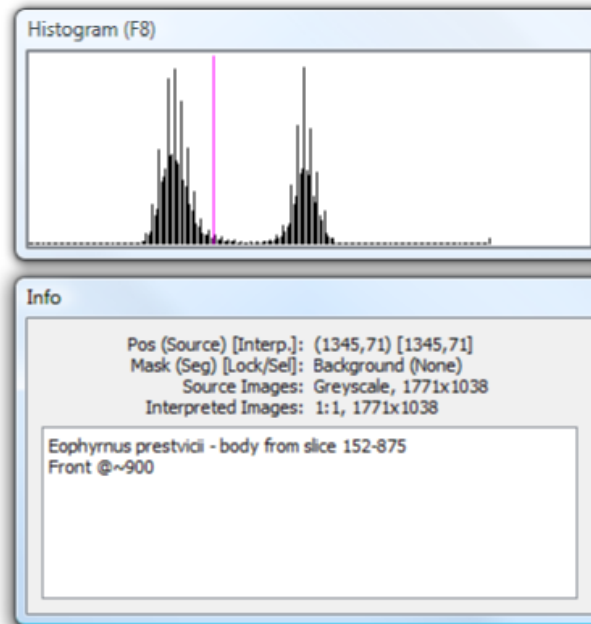 Histogram (F8)
Info
Pos (Source) [Interp.]: (1345,71) [1345,71]
Mask (Seg) [Lock/Sel]: Background (None)
Source Images: Greyscale, 1771x1038
Interpreted Images: 1:1, 1771x1038
Eophyrnus prestvicii - body from slice 152-875
Front @~900